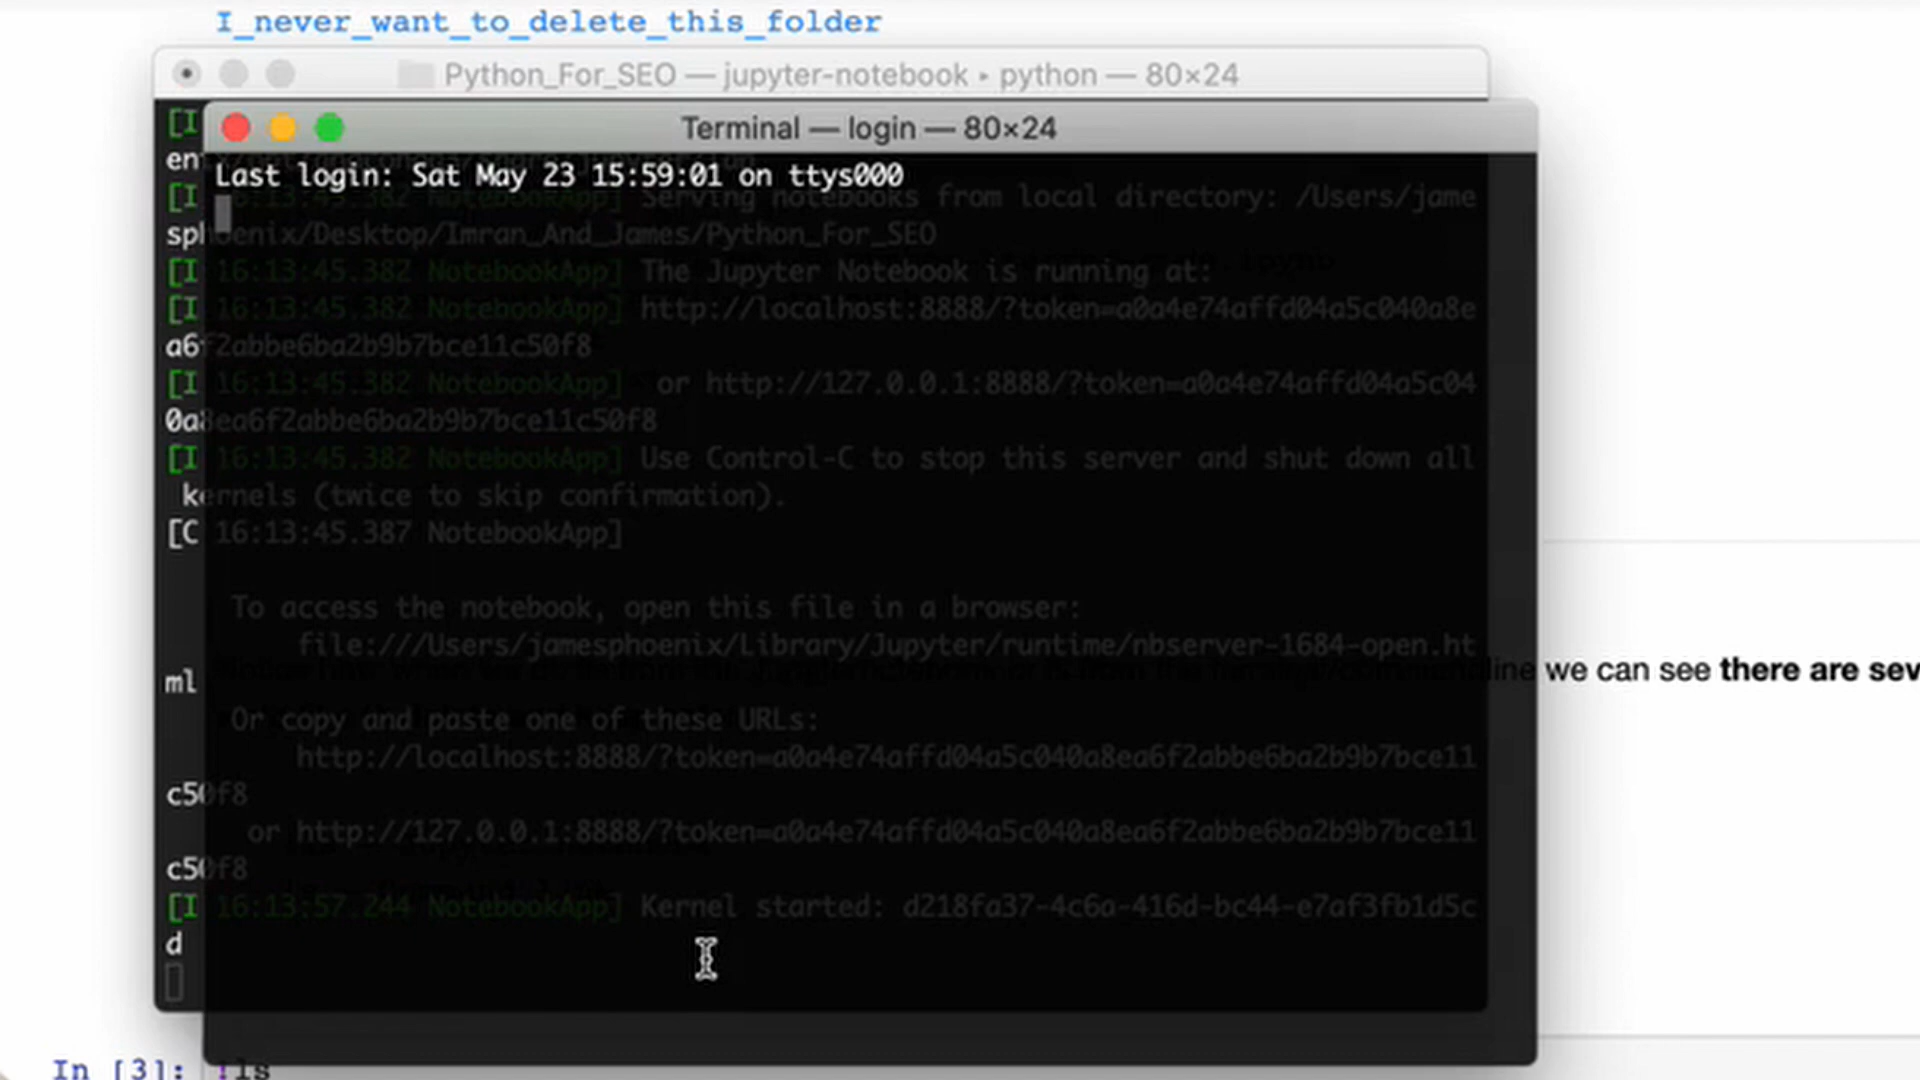 I_never_want_to_delete_this_folder
Python_For_SEO — jupyter-notebook ▸ python — 80×24
Terminal — login — 80×24
Last login: Sat May 23 15:59:01 on ttys000
[I
en
[I 16:13:45.382 NotebookApp] Serving notebooks from local directory: /Users/jame
sphoenix/Desktop/Imran_And_James/Python_For_SEO
[I 16:13:45.382 NotebookApp] The Jupyter Notebook is running at:
[I 16:13:45.382 NotebookApp] http://localhost:8888/?token=a0a4e74affd04a5c040a8e
a6f2abbe6ba2b9b7bce11c50f8
[I 16:13:45.382 NotebookApp]  or http://127.0.0.1:8888/?token=a0a4e74affd04a5c04
0a8ea6f2abbe6ba2b9b7bce11c50f8
[I 16:13:45.382 NotebookApp] Use Control-C to stop this server and shut down all
kernels (twice to skip confirmation).
[C 16:13:45.387 NotebookApp]
To access the notebook, open this file in a browser:
file:///Users/jamesphoenix/Library/Jupyter/runtime/nbserver-1684-open.ht
ml
we can see there are sev
Or copy and paste one of these URLs:
http://localhost:8888/?token=a0a4e74affd04a5c040a8ea6f2abbe6ba2b9b7bce11
c50f8
or http://127.0.0.1:8888/?token=a0a4e74affd04a5c040a8ea6f2abbe6ba2b9b7bce11
c50f8
[I 16:13:57.244 NotebookApp] Kernel started: d218fa37-4c6a-416d-bc44-e7af3fb1d5c
d
In [3]: !ls